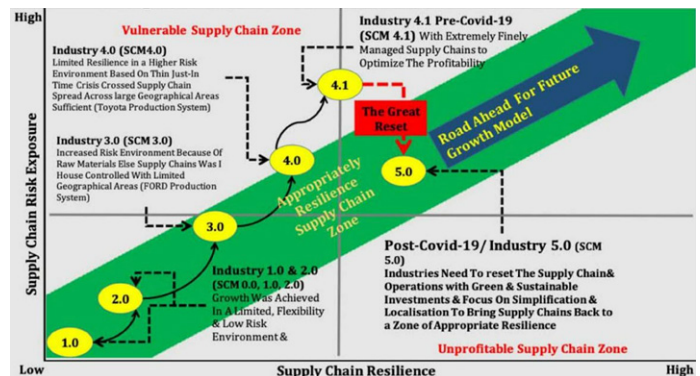 High
Vulnerable Supply Chain Zone
Industry 4.0 (SCM4.0)
Limited Resilience in a Higher Risk
Environment Based On Thin Just-In
Time Crisis Crossed Supply Chain
Spread Across large Geographical Areas
Sufficient (Toyota Production System)
Industry 4.1 Pre-Covid-19
(SCM 4.1) With Extremely Finely
Managed Supply Chains to
Optimize The Profitability
4.1
The Great
Reset
Road Ahead For Future
Growth Model
Industry 3.0 (SCM 3.0)
Increased Risk Environment Because Of
Raw Materials Else Supply Chains Was I
House Controlled With Limited
Geographical Areas (FORD Production
System)
4.0
5.0
Appropriately
Resilience
Supply Chain
Zone
3.0
Supply Chain Risk Exposure
Industry 1.0 & 2.0
(SCM 0.0, 1.0, 2.0)
Growth Was Achieved
In A Limited, Flexibility
& Low Risk
Environment &
Post-Covid-19/ Industry 5.0 (SCM
5.0)
Industries Need To reset The Supply Chain&
Operations with Green & Sustainable
Investments & Focus On Simplification &
Localisation To Bring Supply Chains Back to
a Zone of Appropriate Resilience
2.0
1.0
Unprofitable Supply Chain Zone
Low
Supply Chain Resilience
High